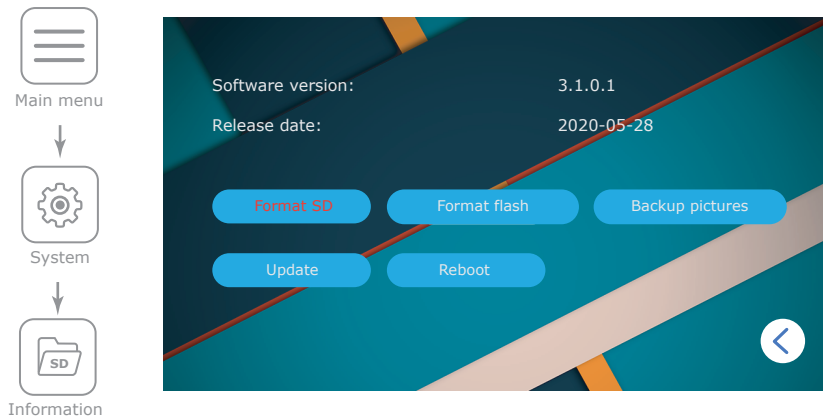 Main menu
System
SD
Information
Software version: 3.1.0.1
Release date: 2020-05-28
Format SD Format flash Backup pictures
Update Reboot